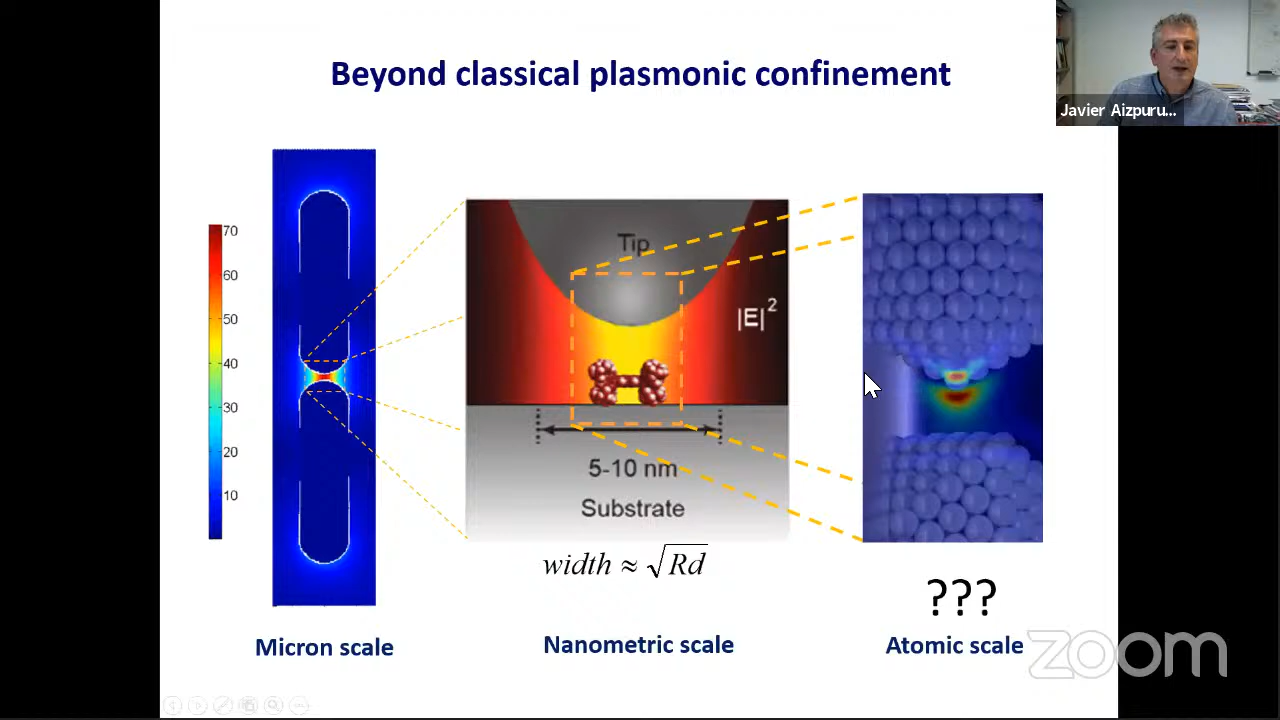 Beyond classical plasmonic confinement
Javier Aizpuru...
70
60
50
40
30
20
10
Tip
|E|²
5-10 nm
Substrate
width ≈ √Rd
???
Micron scale
Nanometric scale
Atomic scale
zoom